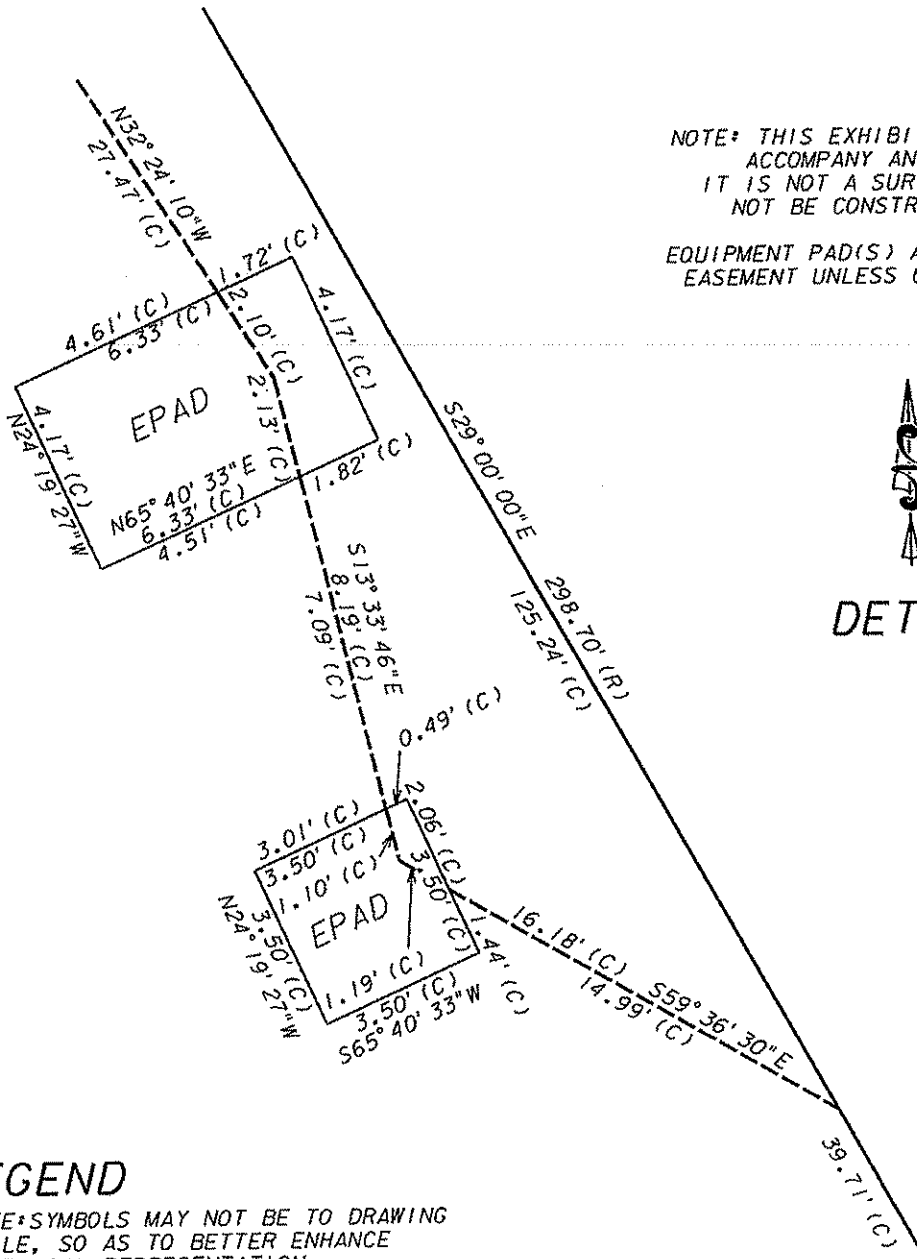 NOTE: THIS EXHIBI
ACCOMPANY AN
IT IS NOT A SUR
NOT BE CONSTR
EQUIPMENT PAD(S) A
EASEMENT UNLESS
N32°24'10"W
27.47' (C)
1.72' (C)
4.61' (C)
6.33' (C)
2.10' (C)
4.17' (C)
2.13' (C)
EPAD
4.17' (C)
N24°19'27"W
N65°40'33"E
6.33' (C)
4.51' (C)
1.82' (C)
S29°00'00"E
298.70' (R)
125.24' (C)
N
DET
S13°33'46"E
8.19' (C)
7.09' (C)
0.49' (C)
3.01' (C)
3.50' (C)
1.10' (C)
2.06' (C)
3.50' (C)
1.44' (C)
EPAD
3.50' (C)
N24°19'27"W
1.19' (C)
3.50' (C)
S65°40'33"W
16.18' (C)
S59°36'30"E
14.99' (C)
39.71' (C)
EGEND
E:SYMBOLS MAY NOT BE TO DRAWING
LE, SO AS TO BETTER ENHANCE
REPRESENTATION